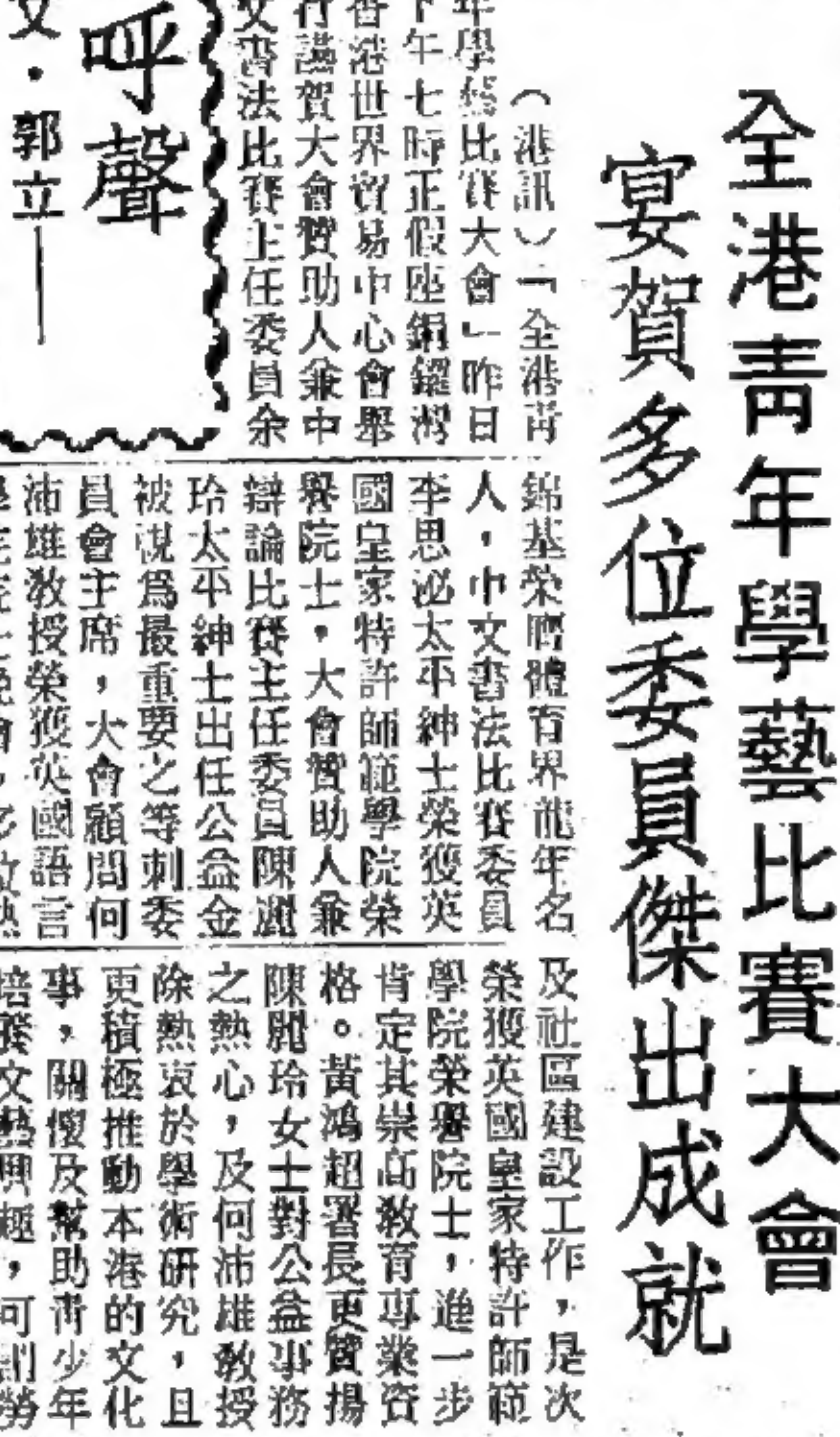 全港青年學藝比賽大會
宴賀多位委員傑出成就
（港訊）「全港青
年學藝比賽大會」昨日
下午七時正假座銅鑼灣
香港世界貿易中心會舉
行讌賀大會贊助人兼中
文書法比賽主任委員余
錦基榮膺體育界龍年名
人，中文書法比賽委員
李思泌太平紳士榮獲英
國皇家特許師範學院榮
譽院士，大會贊助人兼
辯論比賽主任委員陳麗
玲太平紳士出任公益金
被視為最重要之等刺委
員會主席，大會顧問何
沛雄教授榮獲英國語言
及社區建設工作，是次
榮獲英國皇家特許師範
學院榮譽院士，進一步
肯定其崇高教育專業資
格。黃鴻超署長更贊揚
陳麗玲女士對公益事務
之熱心，及何沛雄教授
除熱衷於學術研究，且
更積極推動本港的文化
事，關懷及幫助青少年
培養文藝興趣，可謝勞
呼聲
文・郭立——